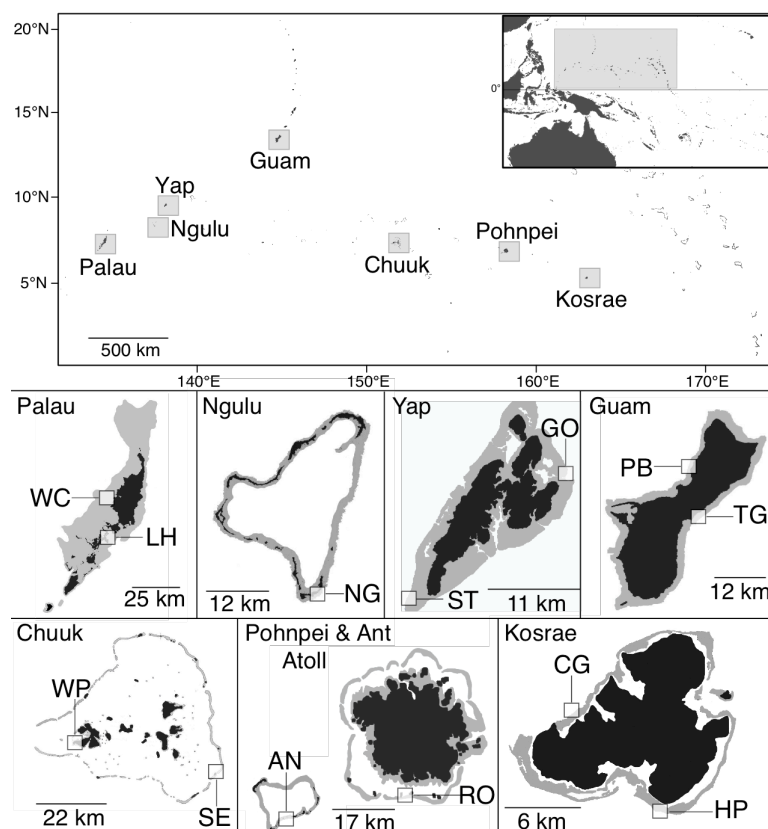 20°N
0°
15°N
Guam
10°N
Yap
Ngulu
Palau
Chuuk
Pohnpei
Kosrae
5°N
500 km
140°E
150°E
160°E
170°E
Palau
WC
LH
25 km
Ngulu
NG
12 km
Yap
GO
ST
11 km
Guam
PB
TG
12 km
Chuuk
WP
SE
22 km
Pohnpei & Ant
Atoll
AN
RO
17 km
Kosrae
CG
HP
6 km